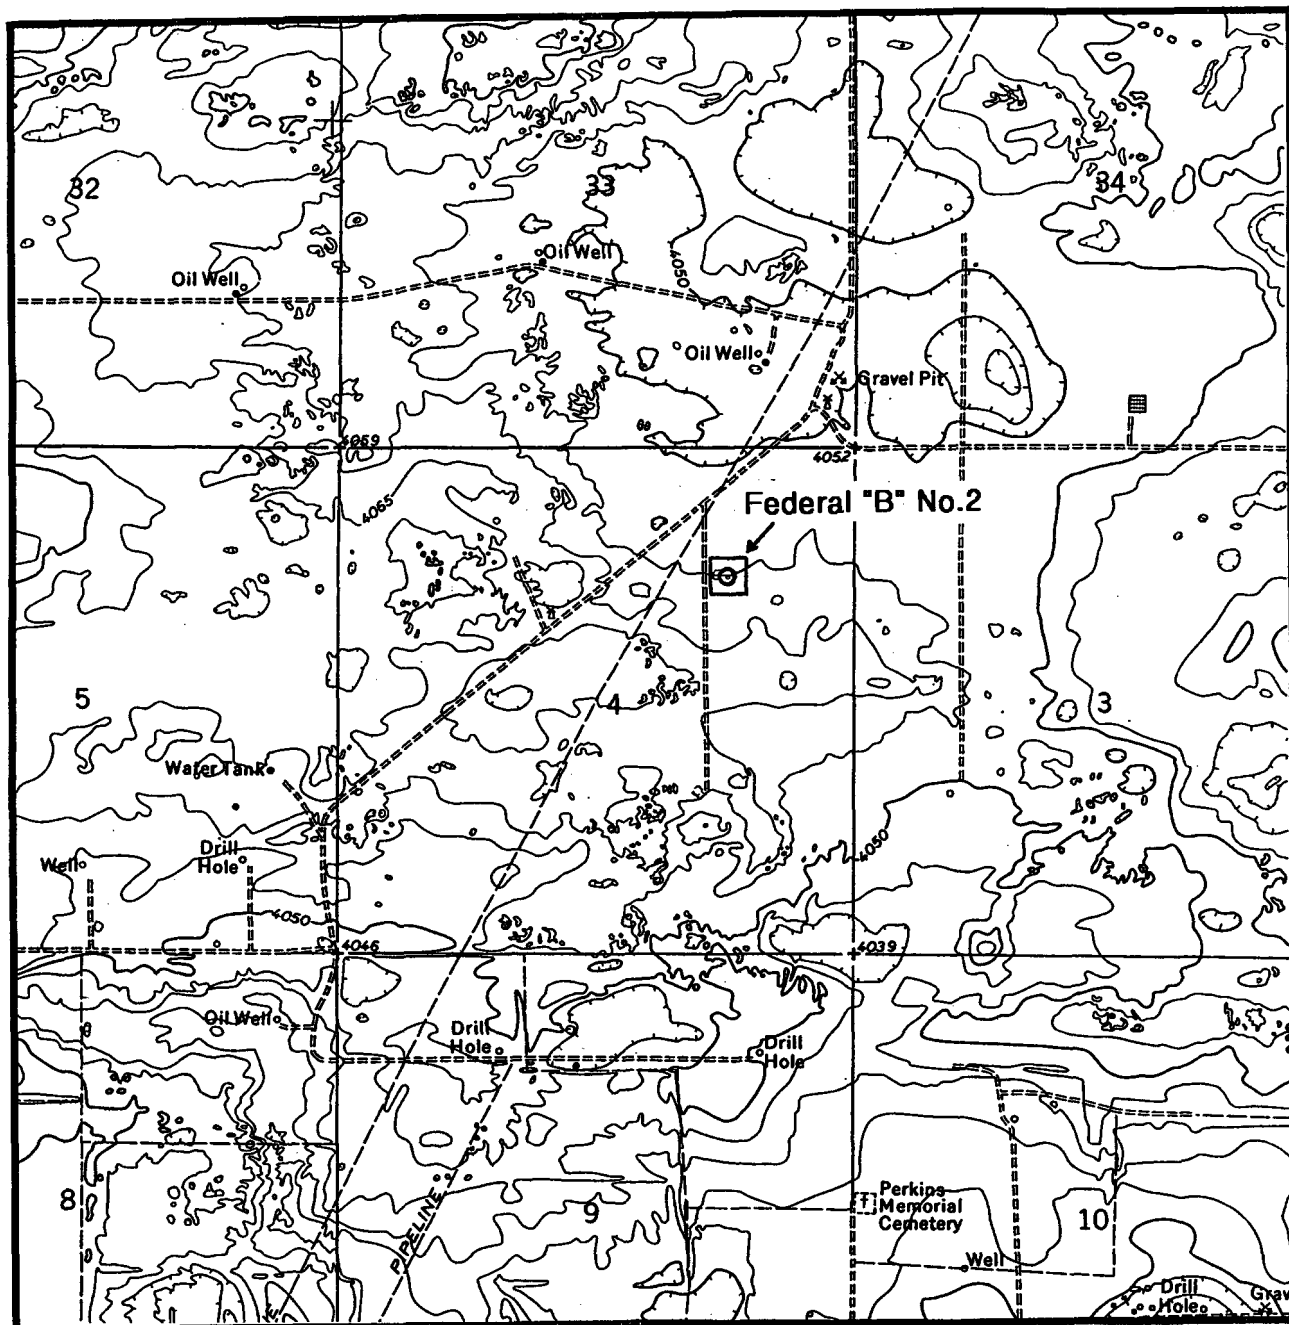 32
33
34
Oil Well
Oil Well
4050
Oil Well
Gravel Pit
4059
4052
4065
Federal "B" No.2
5
4
3
Water Tank
Drill
Hole
Well
4050
4050
4046
4039
Oil Well
Drill
Hole
Drill
Hole
8
9
10
PIPELINE
Perkins
Memorial
Cemetery
Well
Drill
Hole
Grav